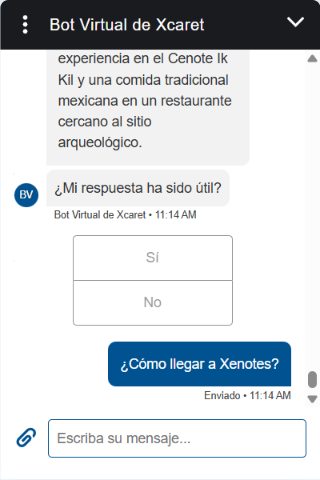 Bot Virtual de Xcaret
experiencia en el Cenote Ik
Kil y una comida tradicional
mexicana en un restaurante
cercano al sitio
arqueológico.
¿Mi respuesta ha sido útil?
BV
Bot Virtual de Xcaret • 11:14 AM
Sí
No
¿Cómo llegar a Xenotes?
Enviado • 11:14 AM
Escriba su mensaje...